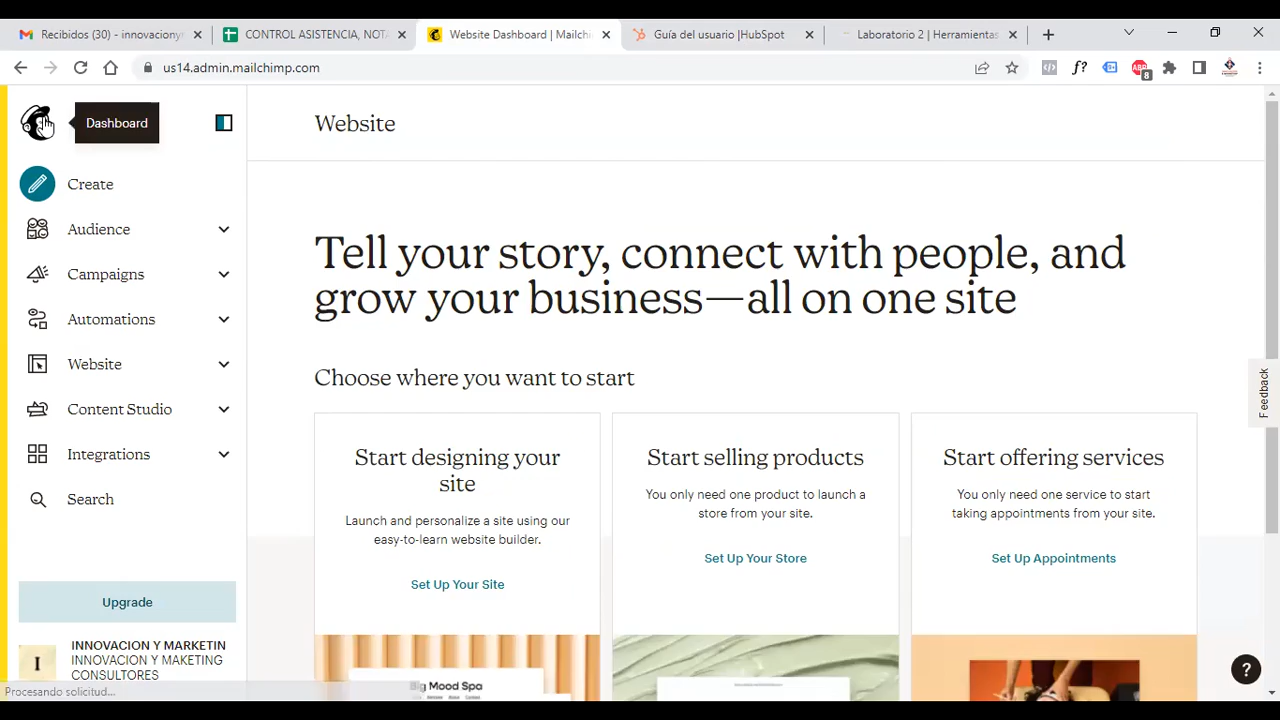 Recibidos (30) - innovacionye
CONTROL ASISTENCIA, NOTA
Website Dashboard | Mailchi
Guía del usuario |HubSpot
Laboratorio 2 | Herramientas
us14.admin.mailchimp.com
f?
ABP
8
Dashboard
Website
Create
Audience
Campaigns
Automations
Website
Content Studio
Integrations
Search
Upgrade
INNOVACION Y MARKETIN
INNOVACION Y MAKETING
CONSULTORES
I
Procesando solicitud...
Tell your story, connect with people, and
grow your business—all on one site
Choose where you want to start
Start designing your
site
Launch and personalize a site using our
easy-to-learn website builder.
Set Up Your Site
Big Mood Spa
Start selling products
You only need one product to launch a
store from your site.
Set Up Your Store
Start offering services
You only need one service to start
taking appointments from your site.
Set Up Appointments
Feedback
?